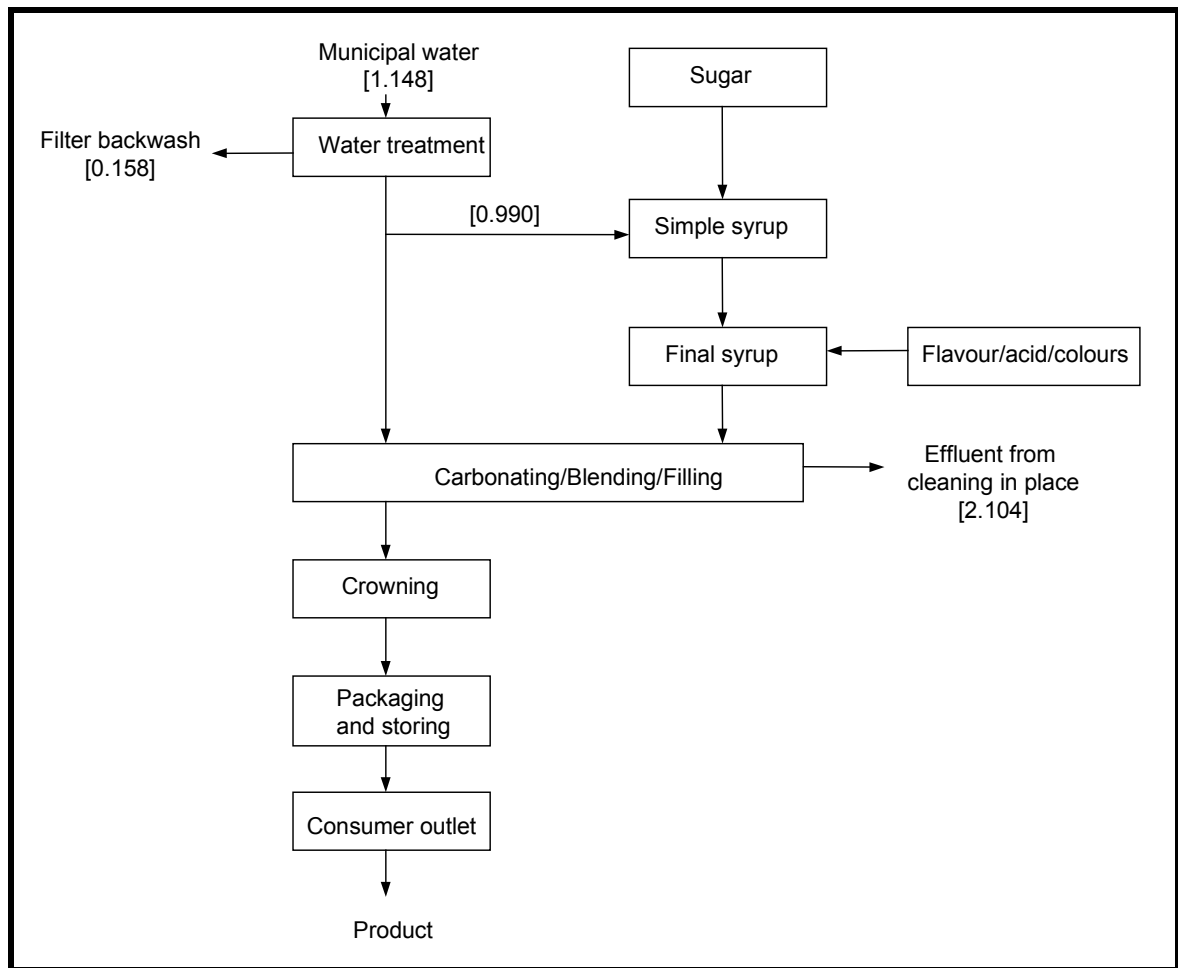 Municipal water
[1.148]
Sugar
Filter backwash
[0.158]
Water treatment
[0.990]
Simple syrup
Final syrup
Flavour/acid/colours
Carbonating/Blending/Filling
Effluent from
cleaning in place
[2.104]
Crowning
Packaging
and storing
Consumer outlet
Product